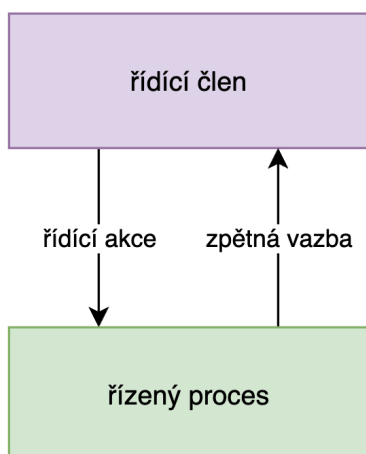 řídící člen
řídící akce
zpětná vazba
řízený proces